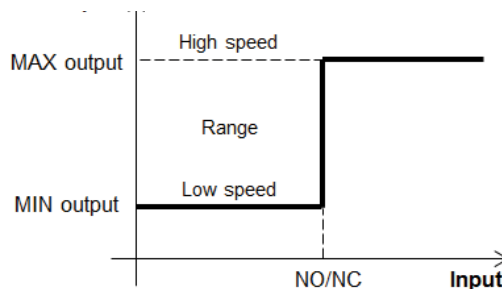 High speed
MAX output
Range
Low speed
MIN output
NO/NC
Input